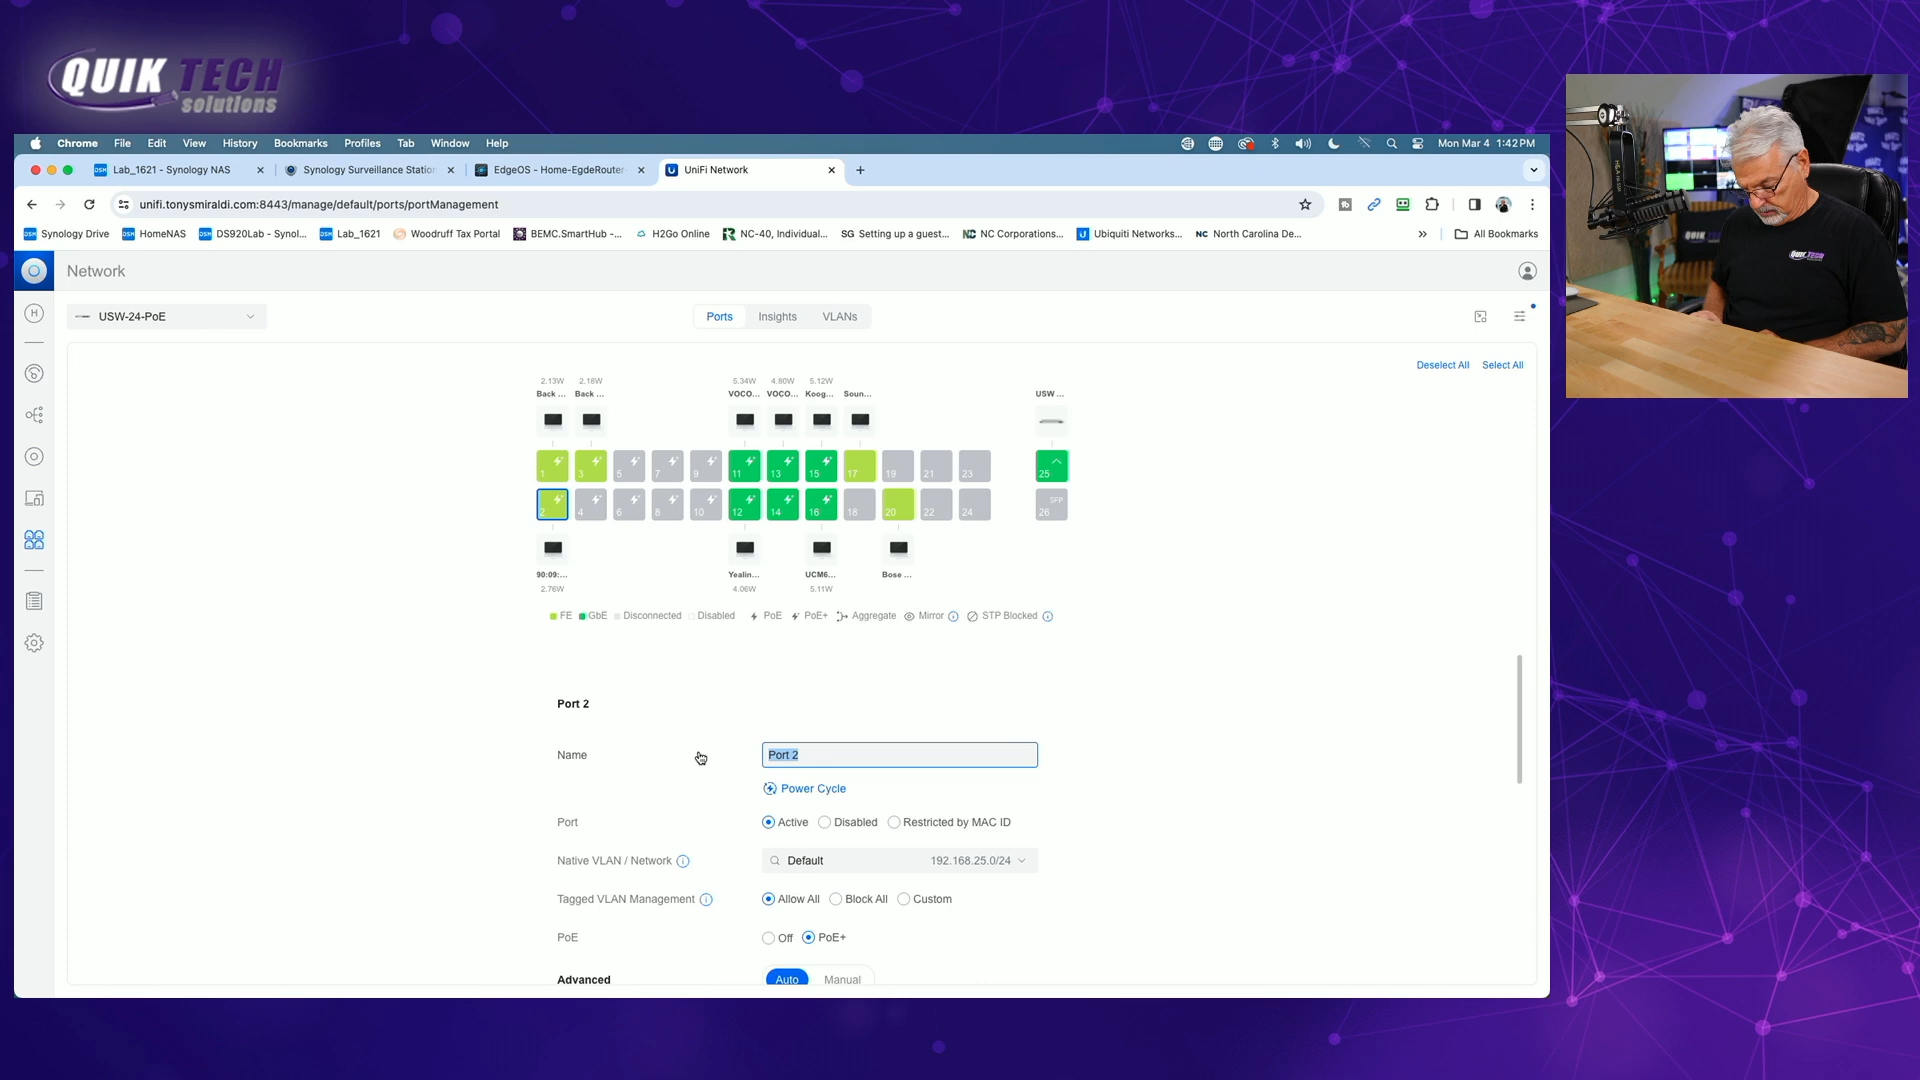 QUIK TECH
solutions
Chrome File Edit View History Bookmarks Profiles Tab Window Help Mon Mar 4 1:42 PM
Lab_1621 - Synology NAS Synology Surveillance Station EdgeOS - Home-EgdeRouter- UniFi Network
unifi.tonysmiraldi.com:8443/manage/default/ports/portManagement
Synology Drive HomeNAS DS920Lab - Synol... Lab_1621 Woodruff Tax Portal BEMC.SmartHub -... H2Go Online NC-40, Individual... SG Setting up a guest... NC Corporations... Ubiquiti Networks... NC North Carolina De... » All Bookmarks
Network
USW-24-PoE Ports Insights VLANs
Deselect All Select All
2.13W 2.18W 5.34W 4.80W 5.12W
Back ... Back ... VOCO... VOCO... Koog... Soun... USW ...
1 3 5 7 9 11 13 15 17 19 21 23 25
SFP
2 4 6 8 10 12 14 16 18 20 22 24 26
90:09:... Yealin... UCM6... Bose ...
2.76W 4.06W 5.11W
FE GbE Disconnected Disabled PoE PoE+ Aggregate Mirror STP Blocked
Port 2
Name Port 2
Power Cycle
Port Active Disabled Restricted by MAC ID
Native VLAN / Network Default 192.168.25.0/24
Tagged VLAN Management Allow All Block All Custom
PoE Off PoE+
Advanced Auto Manual